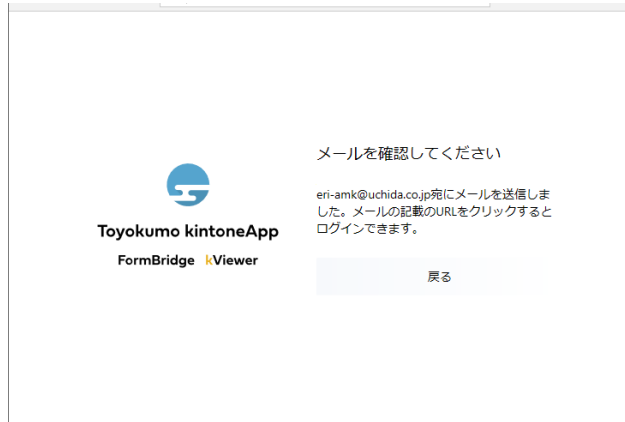 メールを確認してください
eri-amk@uchida.co.jp宛にメールを送信しま
した。メールの記載のURLをクリックすると
ログインできます。
Toyokumo kintoneApp
FormBridge kViewer
戻る